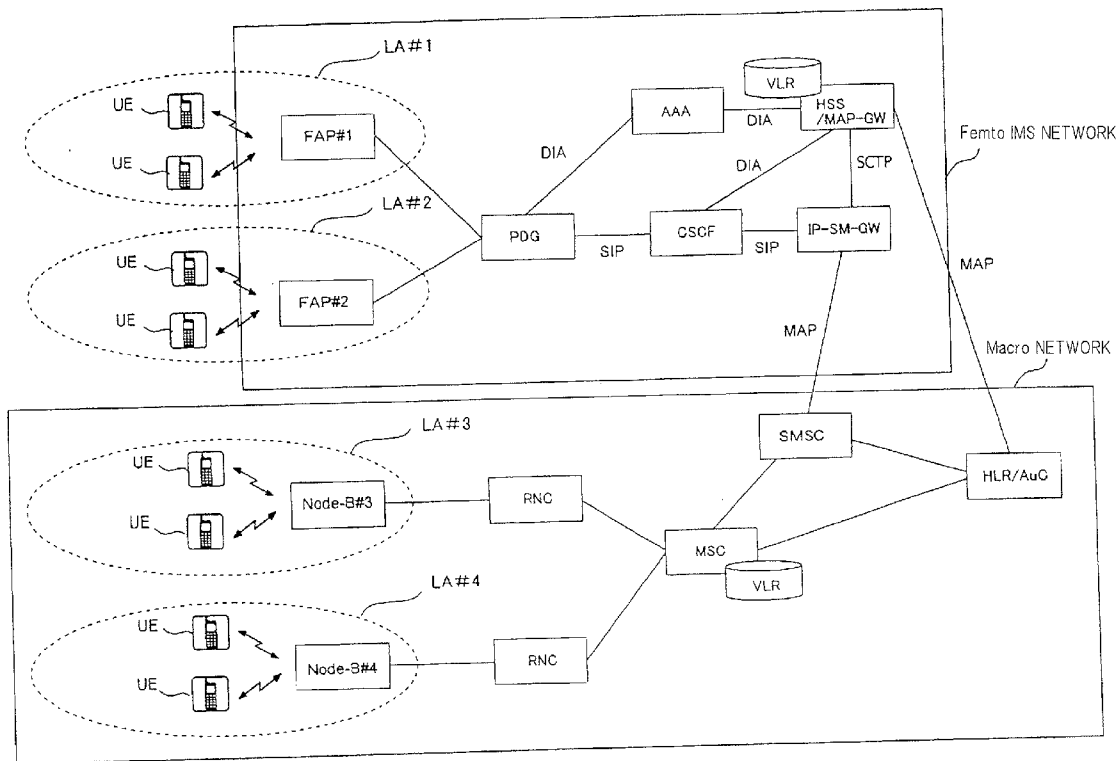 LA#1
UE
UE
FAP#1
VLR
AAA
DIA
HSS
/MAP-GW
Femto IMS NETWORK
DIA
DIA
SCTP
LA#2
UE
UE
FAP#2
PDG
SIP
CSCF
SIP
IP-SM-GW
MAP
MAP
Macro NETWORK
LA#3
UE
UE
Node-B#3
RNC
SMSC
HLR/AuC
MSC
VLR
LA#4
UE
UE
Node-B#4
RNC